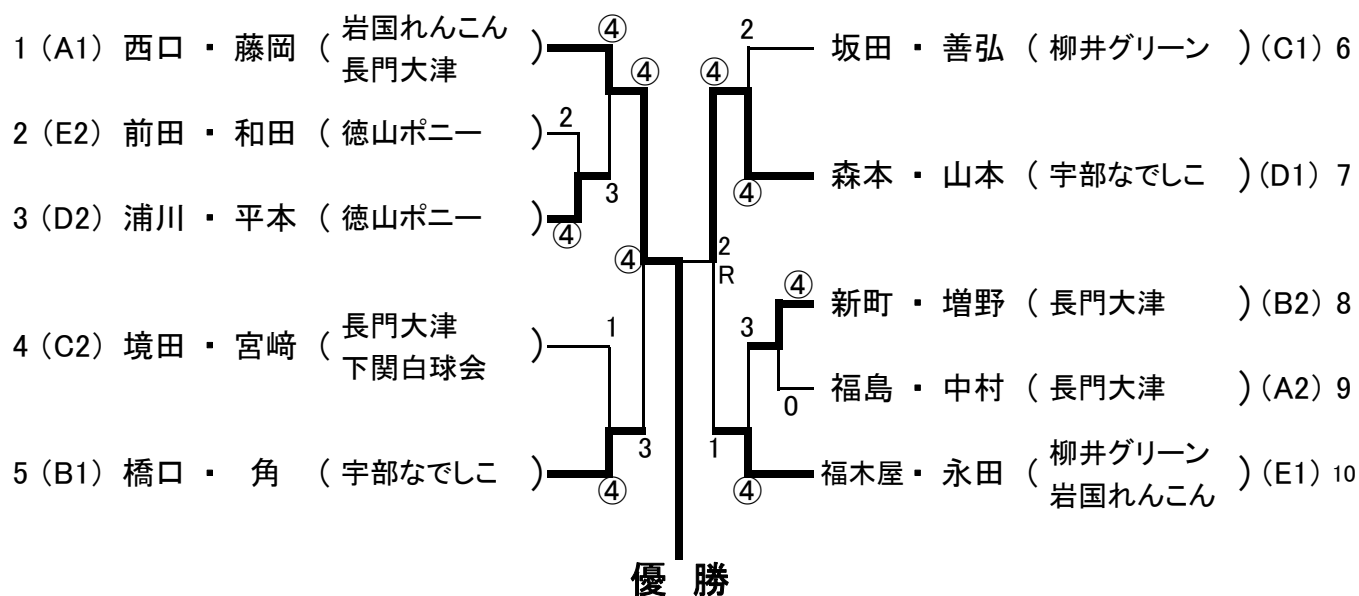 1 (A1) 西口 ・ 藤岡 ( 岩国れんこん
長門大津 )
④
④
2 (E2) 前田 ・ 和田 ( 徳山ポニー )
2
3
3 (D2) 浦川 ・ 平本 ( 徳山ポニー )
④
④
4 (C2) 境田 ・ 宮﨑 ( 長門大津
下関白球会 )
1
3
5 (B1) 橋口 ・ 角 ( 宇部なでしこ )
④
2
④
坂田 ・ 善弘 ( 柳井グリーン ) (C1) 6
④
森本 ・ 山本 ( 宇部なでしこ ) (D1) 7
2
R
④
3
新町 ・ 増野 ( 長門大津 ) (B2) 8
0
福島 ・ 中村 ( 長門大津 ) (A2) 9
1
④
福木屋 ・ 永田 ( 柳井グリーン
岩国れんこん ) (E1) 10
優 勝